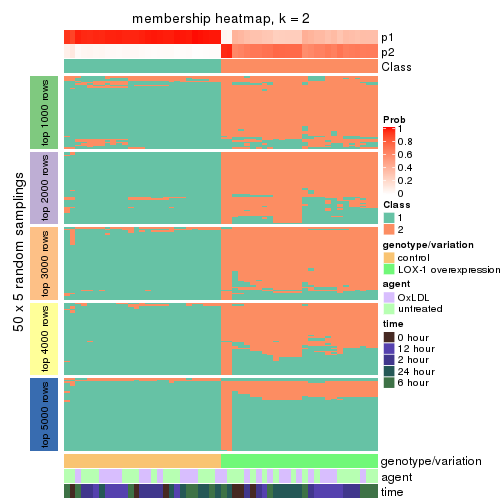 membership heatmap, k = 2
p1
p2
Class
50 x 5 random samplings
top 1000 rows
top 2000 rows
top 3000 rows
top 4000 rows
top 5000 rows
Prob
1
0.8
0.6
0.4
0.2
0
Class
1
2
genotype/variation
control
LOX-1 overexpression
agent
OxLDL
untreated
time
0 hour
12 hour
2 hour
24 hour
6 hour
genotype/variation
agent
time